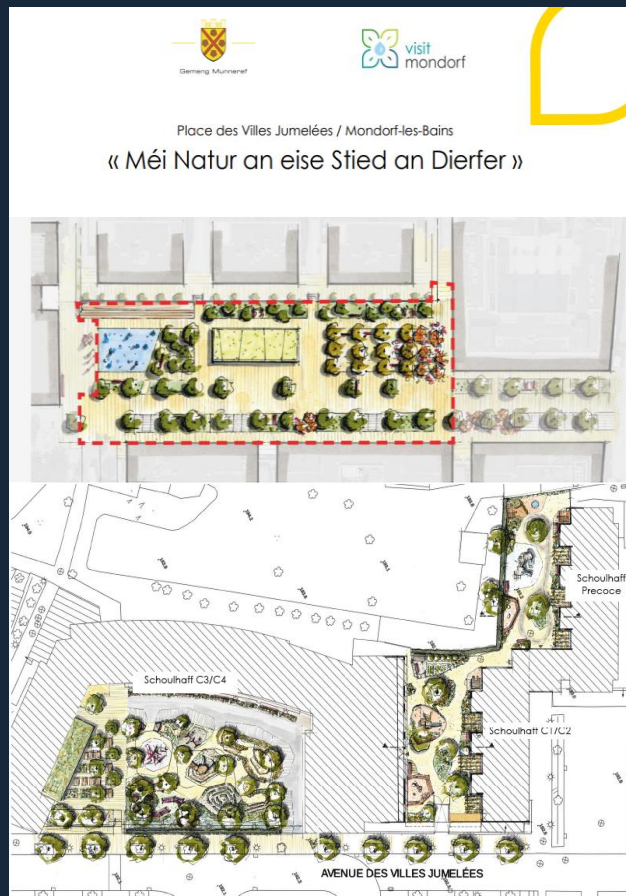 Gemeng Munneref
visit
mondorf
Place des Villes Jumelées / Mondorf-les-Bains
« Méi Natur an eise Stied an Dierfer »
Schoulhaff
Precoce
Schoulhaff C3/C4
Schoulhaff C1/C2
AVENUE DES VILLES JUMELÉES